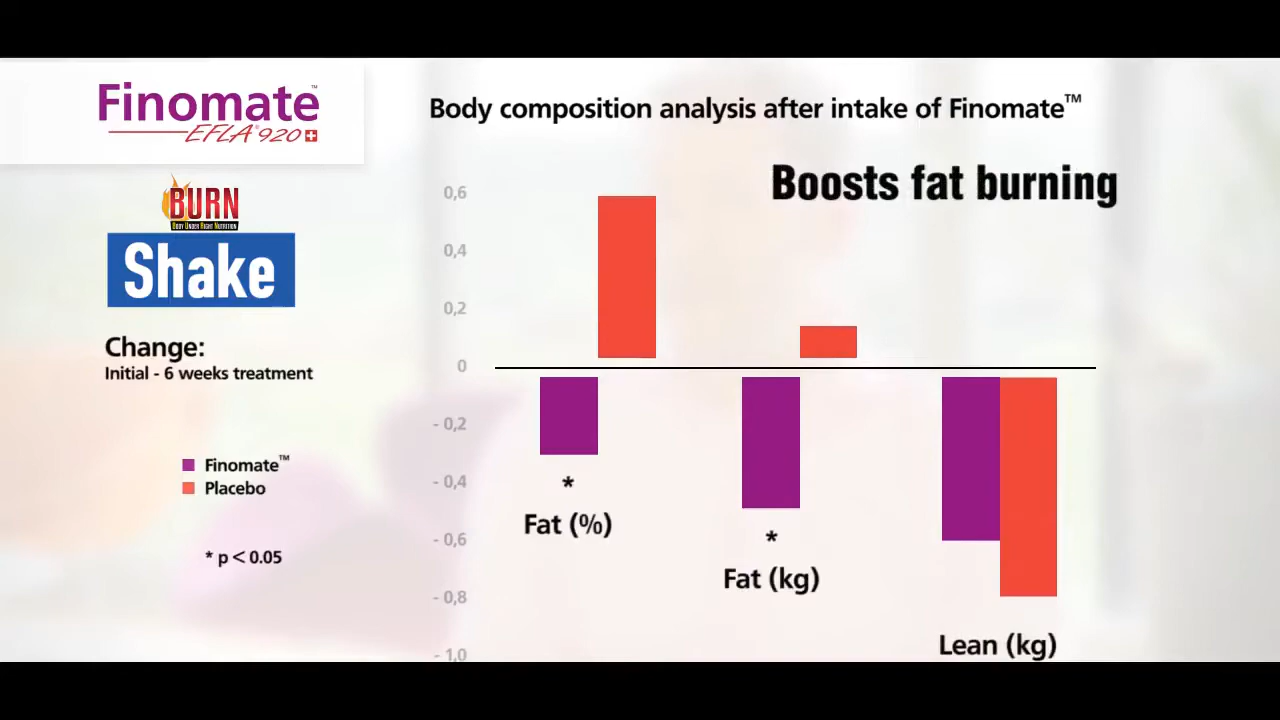 Finomate™
EFLA® 920
BURN
BODY UNDER RIGHT NUTRITION
Shake
Change:
Initial - 6 weeks treatment
Finomate™
Placebo
* p < 0.05
Body composition analysis after intake of Finomate™
Boosts fat burning
0,6
0,4
0,2
0
- 0,2
- 0,4
- 0,6
- 0,8
- 1,0
*
Fat (%)
*
Fat (kg)
Lean (kg)